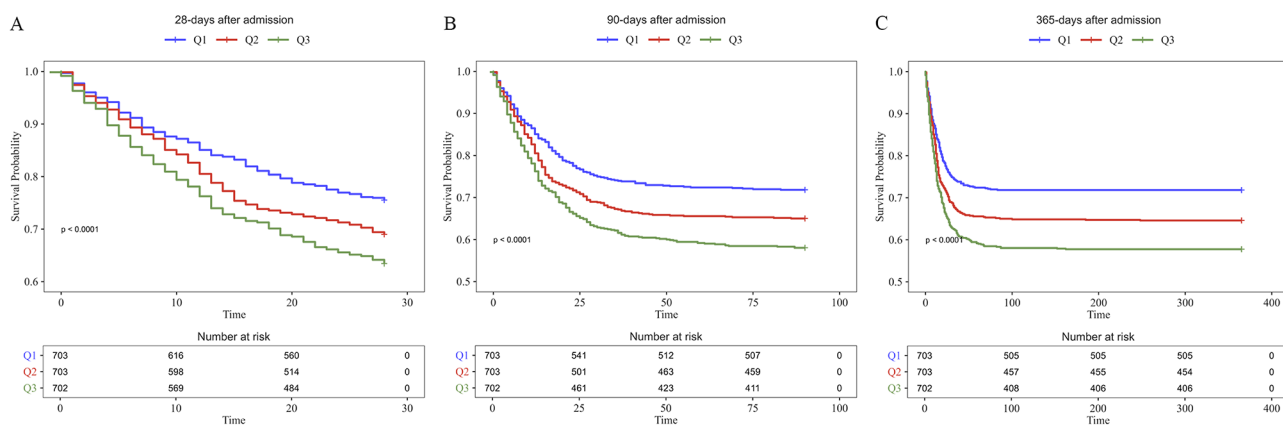 A
28-days after admission
Q1 Q2 Q3
Survival Probability
1.0
0.9
0.8
0.7
0.6
p < 0.0001
0 10 20 30
Time
Number at risk
Q1 703 616 560 0
Q2 703 598 514 0
Q3 702 569 484 0
0 10 20 30
Time
B
90-days after admission
Q1 Q2 Q3
Survival Probability
1.0
0.9
0.8
0.7
0.6
0.5
p < 0.0001
0 25 50 75 100
Time
Number at risk
Q1 703 541 512 507 0
Q2 703 501 463 459 0
Q3 702 461 423 411 0
0 25 50 75 100
Time
C
365-days after admission
Q1 Q2 Q3
Survival Probability
1.0
0.9
0.8
0.7
0.6
0.5
p < 0.0001
0 100 200 300 400
Time
Number at risk
Q1 703 505 505 505 0
Q2 703 457 455 454 0
Q3 702 408 406 406 0
0 100 200 300 400
Time